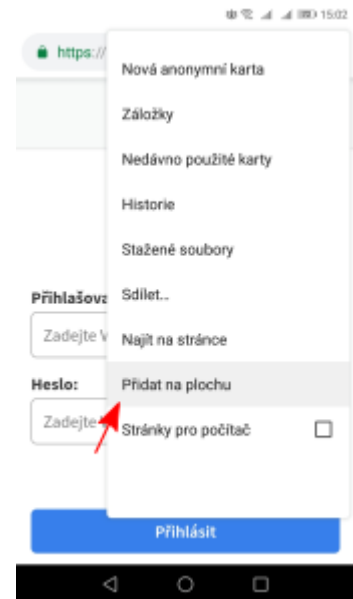 15:02
https://
Nová anonymní karta
Záložky
Nedávno použité karty
Historie
Stažené soubory
Sdílet..
Přihlašova
Zadejte V
Najít na stránce
Heslo:
Přidat na plochu
Zadejte
Stránky pro počítač
Přihlásit